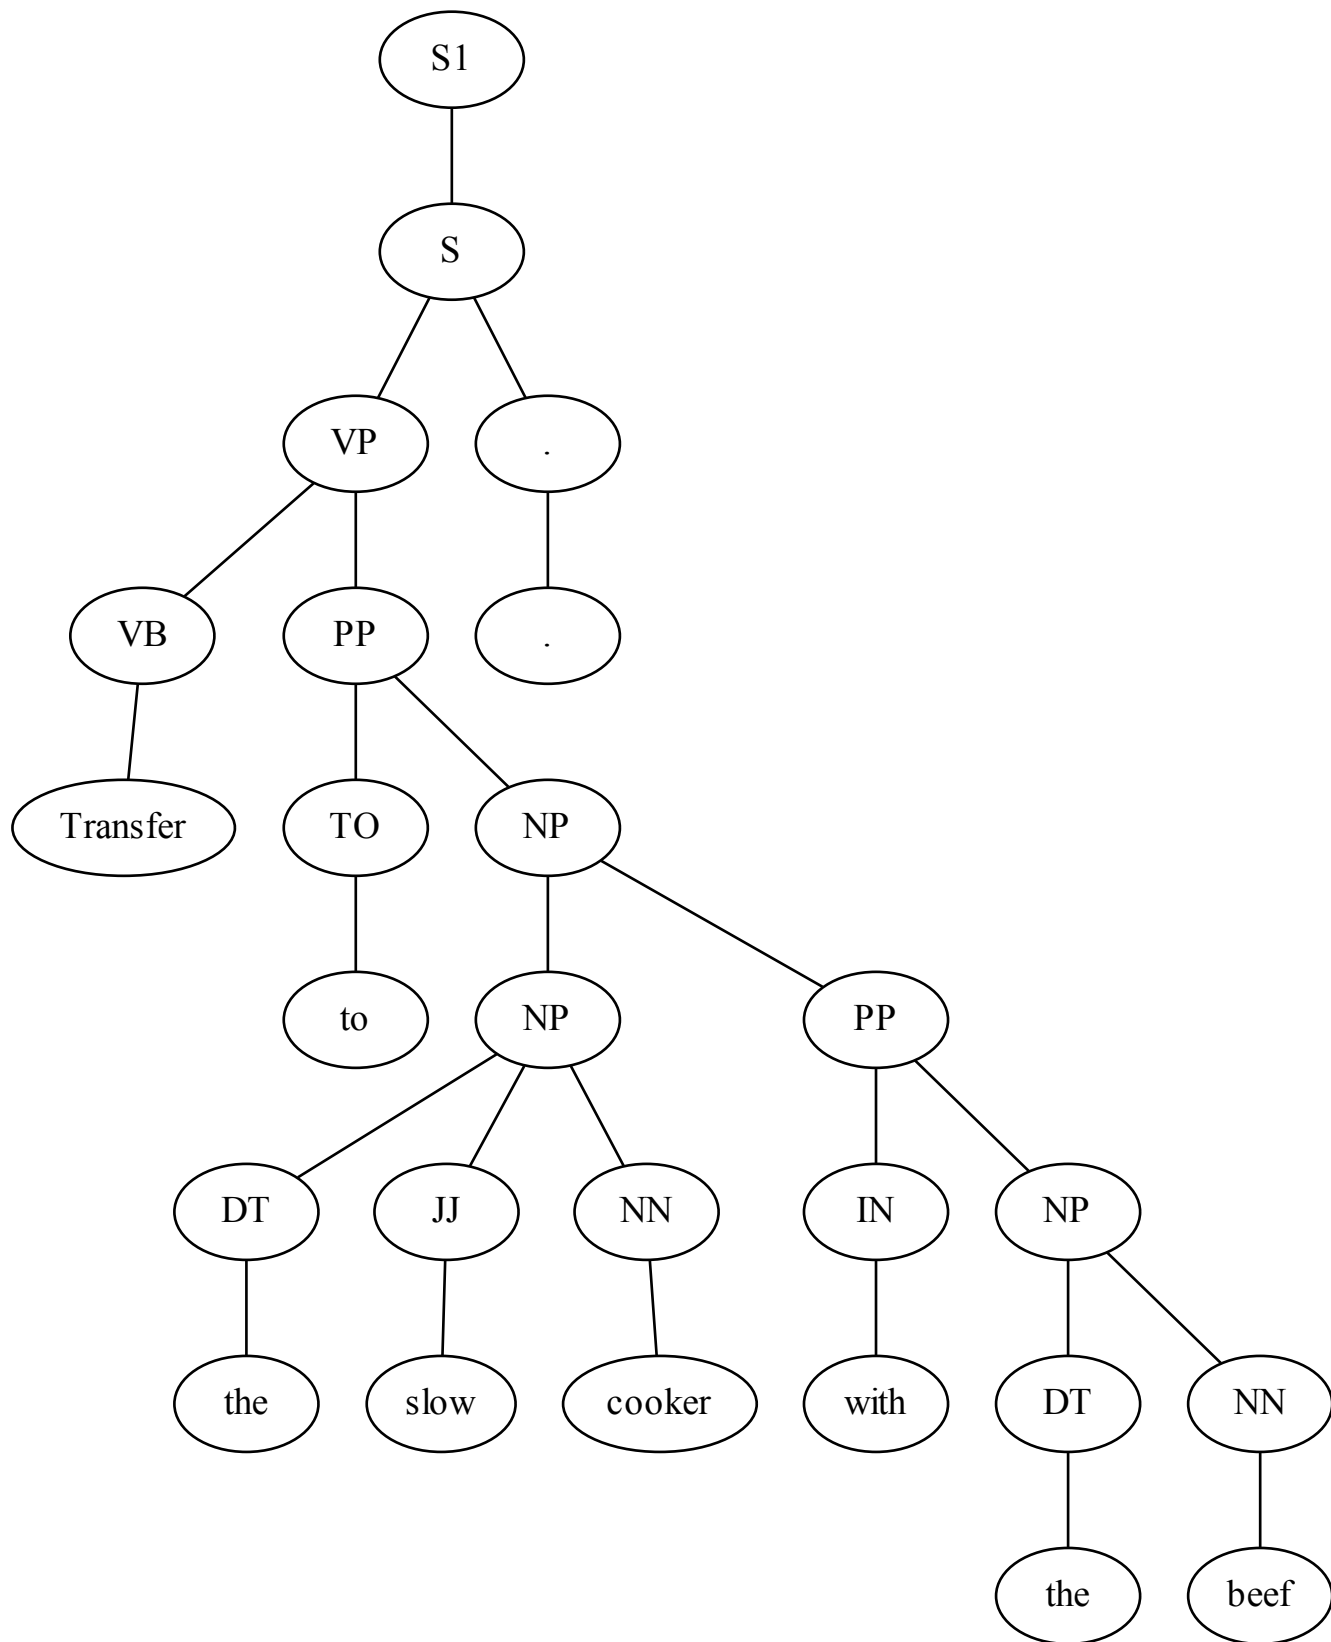 S1
S
VP .
VB PP .
Transfer TO NP
to NP PP
DT JJ NN IN NP
the slow cooker with DT NN
the beef